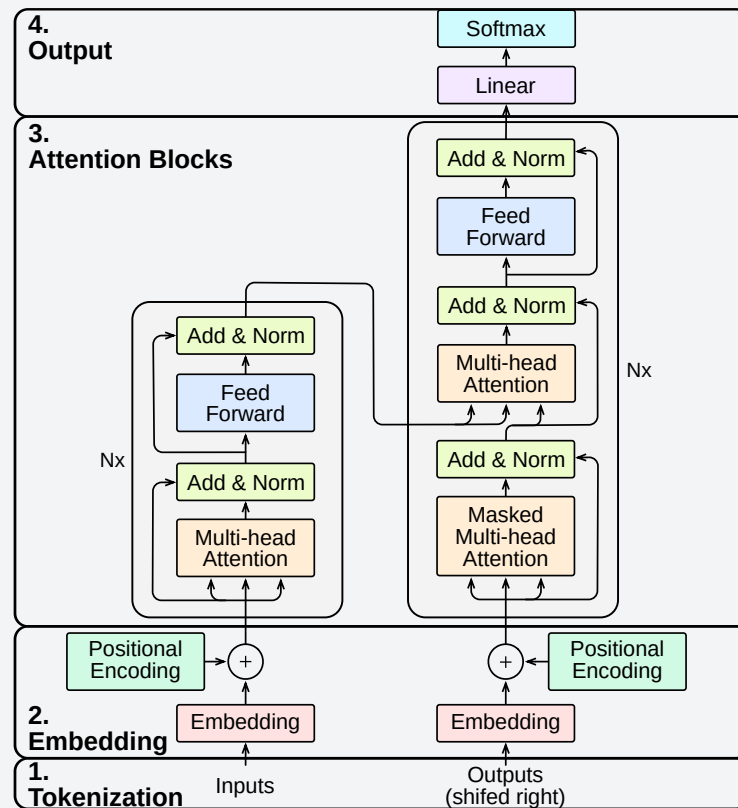 4.
Output
Softmax
Linear
3.
Attention Blocks
Add & Norm
Feed
Forward
Add & Norm
Multi-head
Attention
Nx
Add & Norm
Masked
Multi-head
Attention
Add & Norm
Feed
Forward
Nx
Add & Norm
Multi-head
Attention
Positional
Encoding
+
+
Positional
Encoding
2.
Embedding
Embedding
Embedding
1.
Tokenization
Inputs
Outputs
(shifed right)